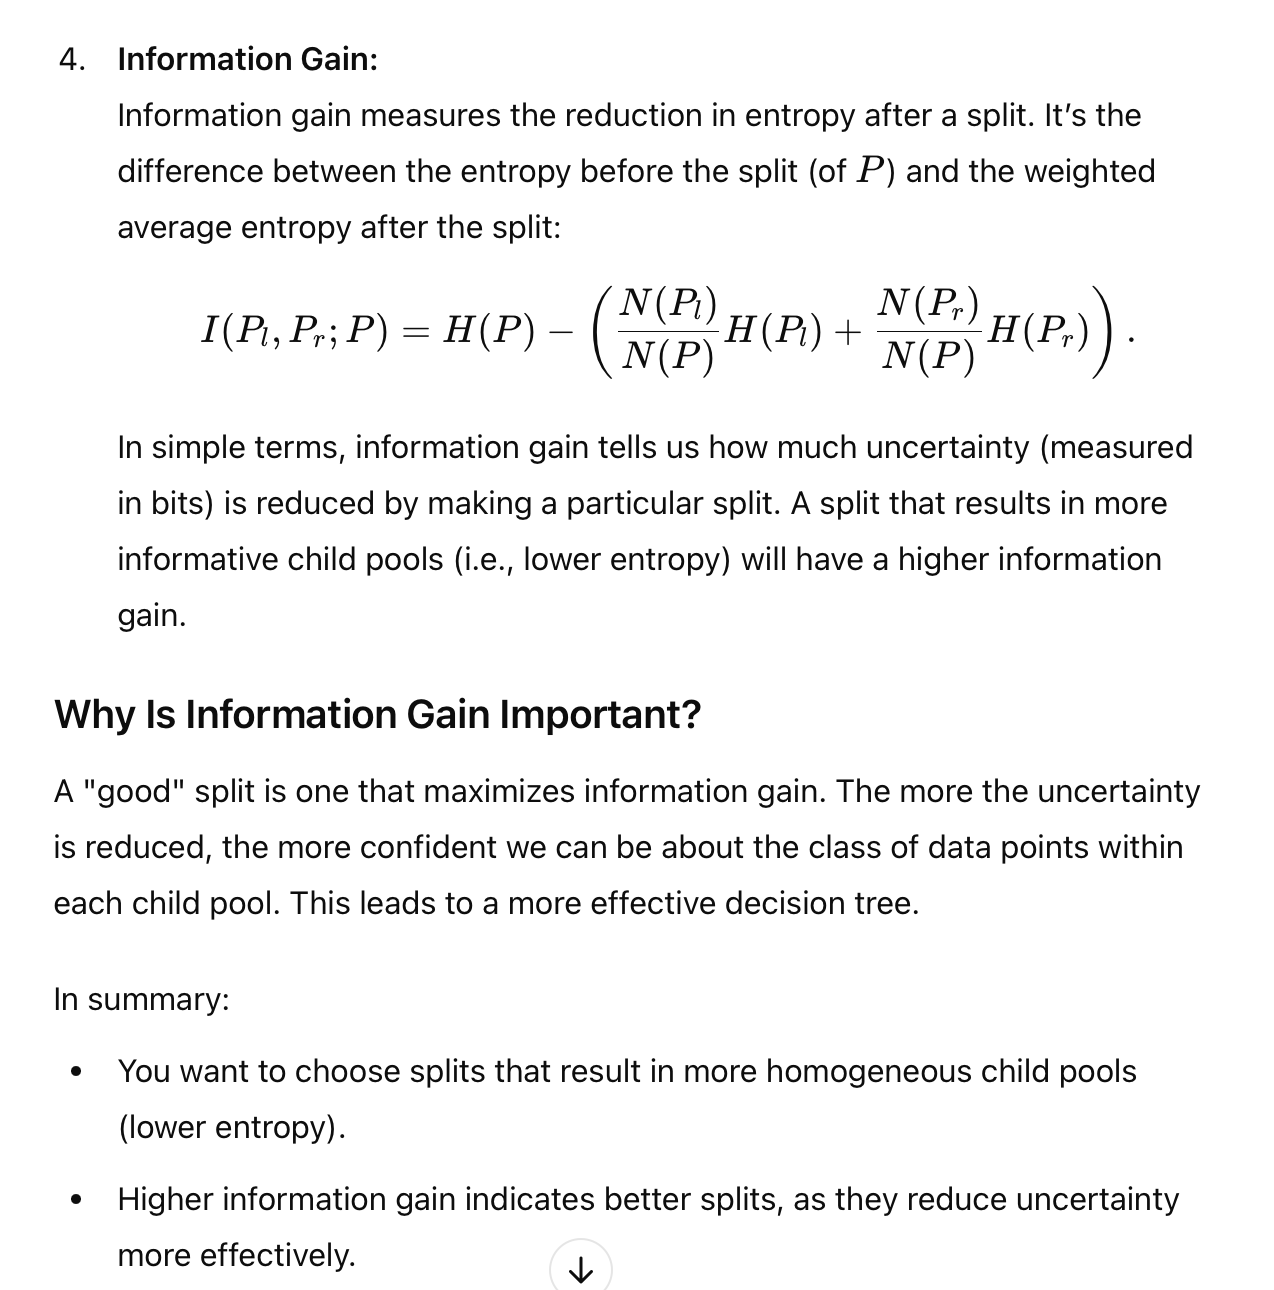 4. Information Gain:
Information gain measures the reduction in entropy after a split. It's the
difference between the entropy before the split (of P) and the weighted
average entropy after the split:
I(P_l, P_r; P) = H(P) − ( N(P_l)/N(P) H(P_l) + N(P_r)/N(P) H(P_r) ) .
In simple terms, information gain tells us how much uncertainty (measured
in bits) is reduced by making a particular split. A split that results in more
informative child pools (i.e., lower entropy) will have a higher information
gain.
Why Is Information Gain Important?
A "good" split is one that maximizes information gain. The more the uncertainty
is reduced, the more confident we can be about the class of data points within
each child pool. This leads to a more effective decision tree.
In summary:
• You want to choose splits that result in more homogeneous child pools
(lower entropy).
• Higher information gain indicates better splits, as they reduce uncertainty
more effectively.